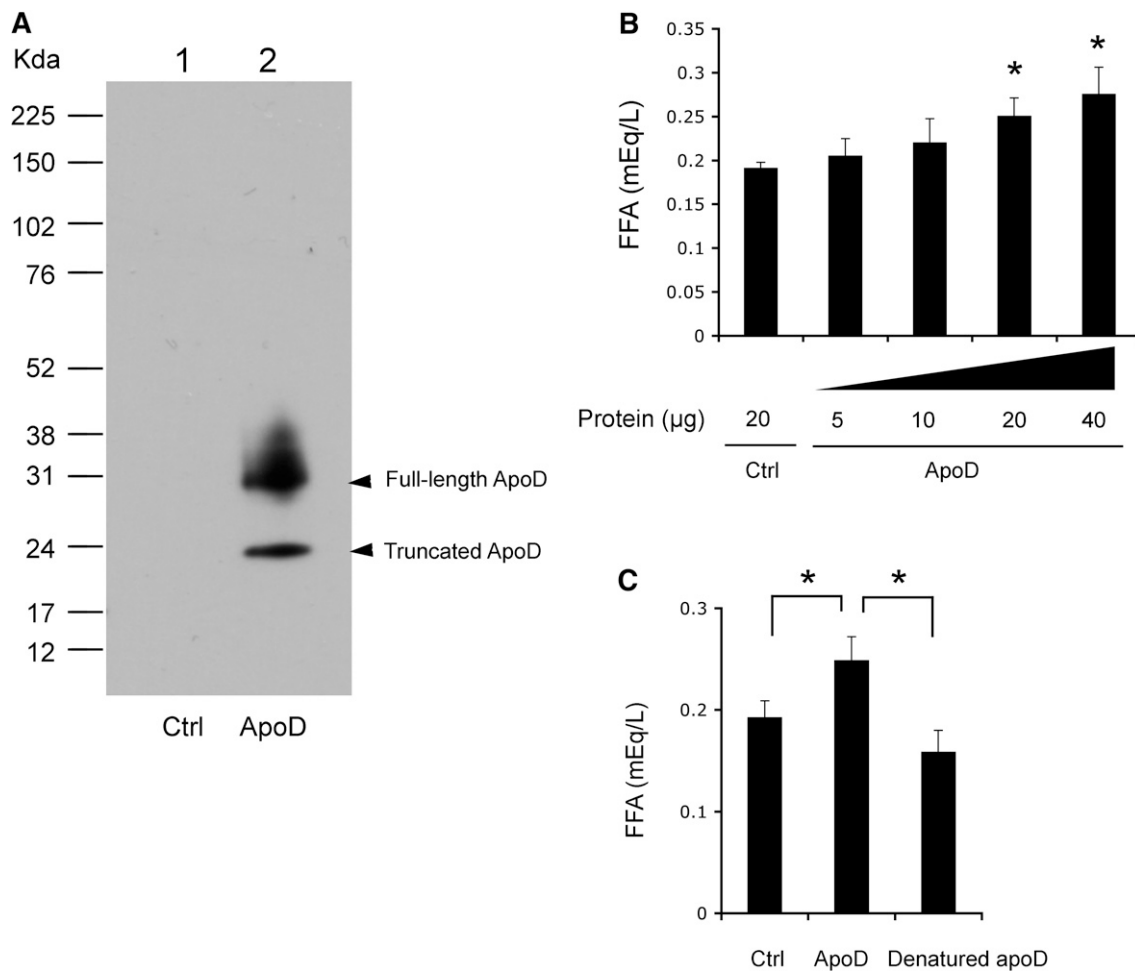 A
Kda
1 2
225
150
102
76
52
38
31
24
17
12
Full-length ApoD
Truncated ApoD
Ctrl ApoD
B
FFA (mEq/L)
0.35
0.3
0.25
0.2
0.15
0.1
0.05
0
* *
Protein (µg) 20 5 10 20 40
Ctrl ApoD
C
FFA (mEq/L)
0.3
0.2
0.1
0
* *
Ctrl ApoD Denatured apoD